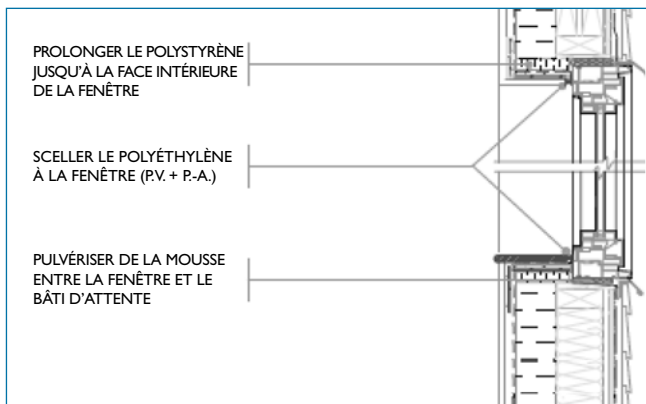 PROLONGER LE POLYSTYRÈNE
JUSQU'À LA FACE INTÉRIEURE
DE LA FENÊTRE
SCELLER LE POLYÉTHYLÈNE
À LA FENÊTRE (P.V. + P.-A.)
PULVÉRISER DE LA MOUSSE
ENTRE LA FENÊTRE ET LE
BÂTI D'ATTENTE